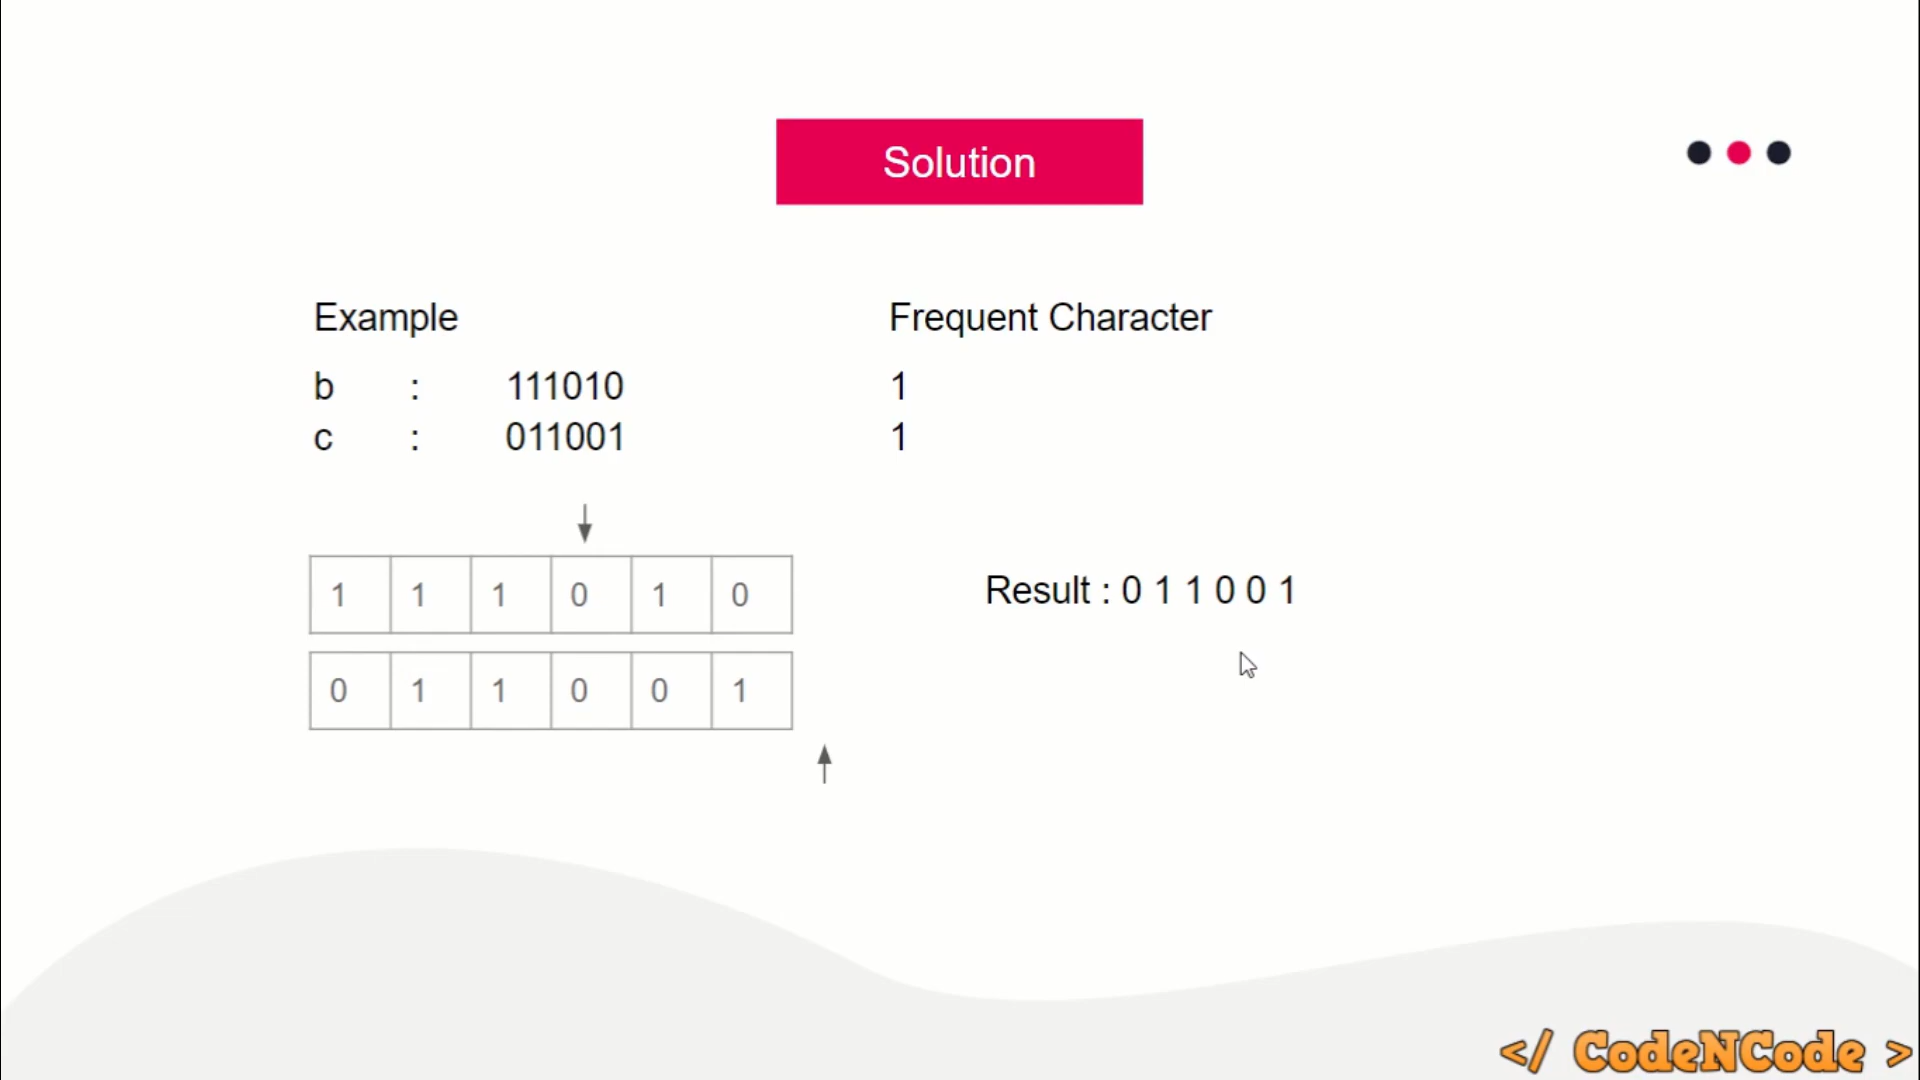 Solution
Example
Frequent Character
b : 111010 1
c : 011001 1
1 1 1 0 1 0
0 1 1 0 0 1
Result : 0 1 1 0 0 1
</ CodeNCode >